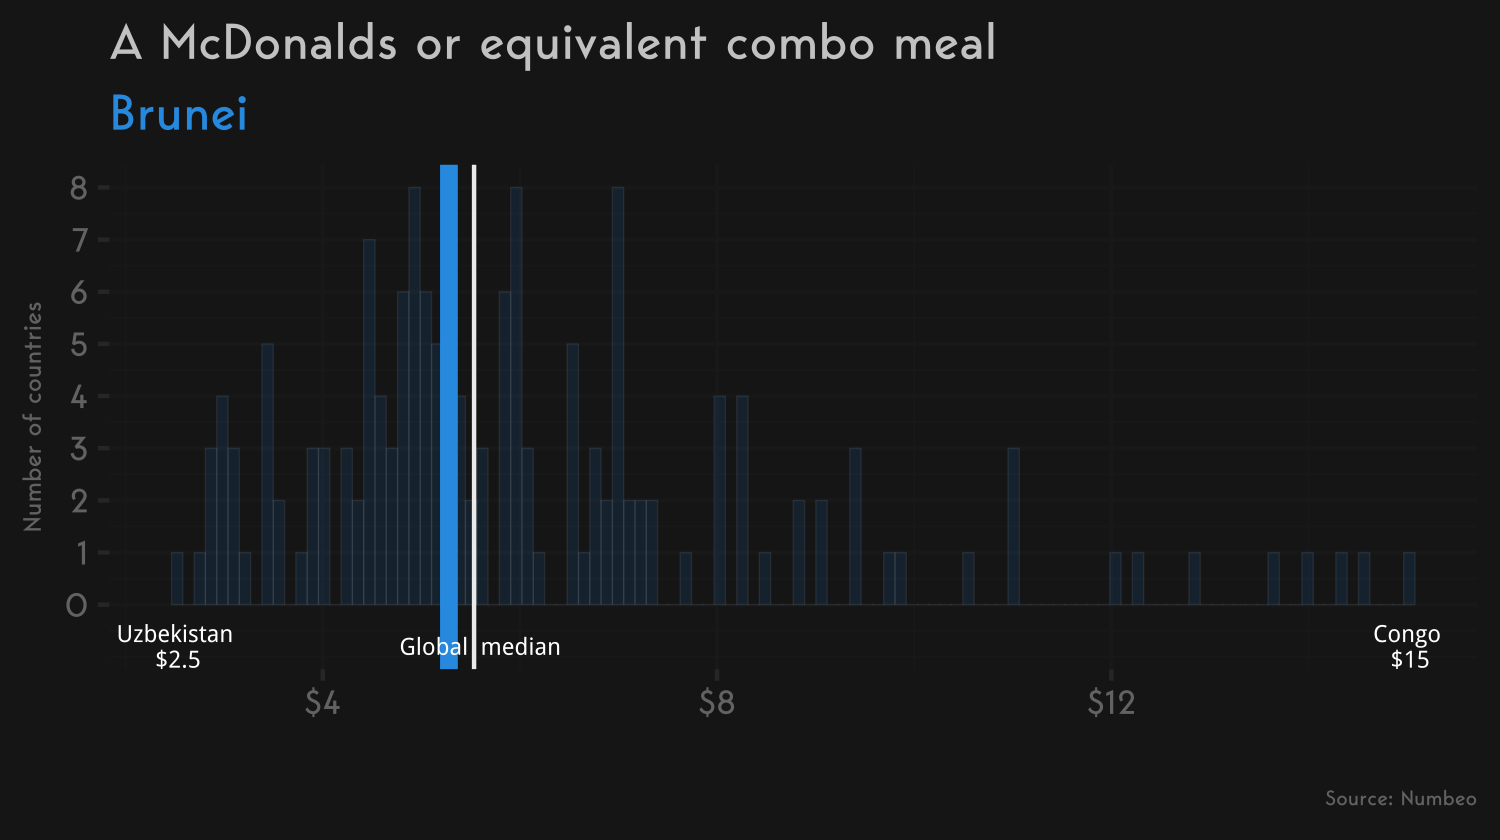 A McDonalds or equivalent combo meal
Brunei
8
7
6
5
4
3
2
1
0
Number of countries
Uzbekistan
$2.5
Global median
Congo
$15
$4
$8
$12
Source: Numbeo